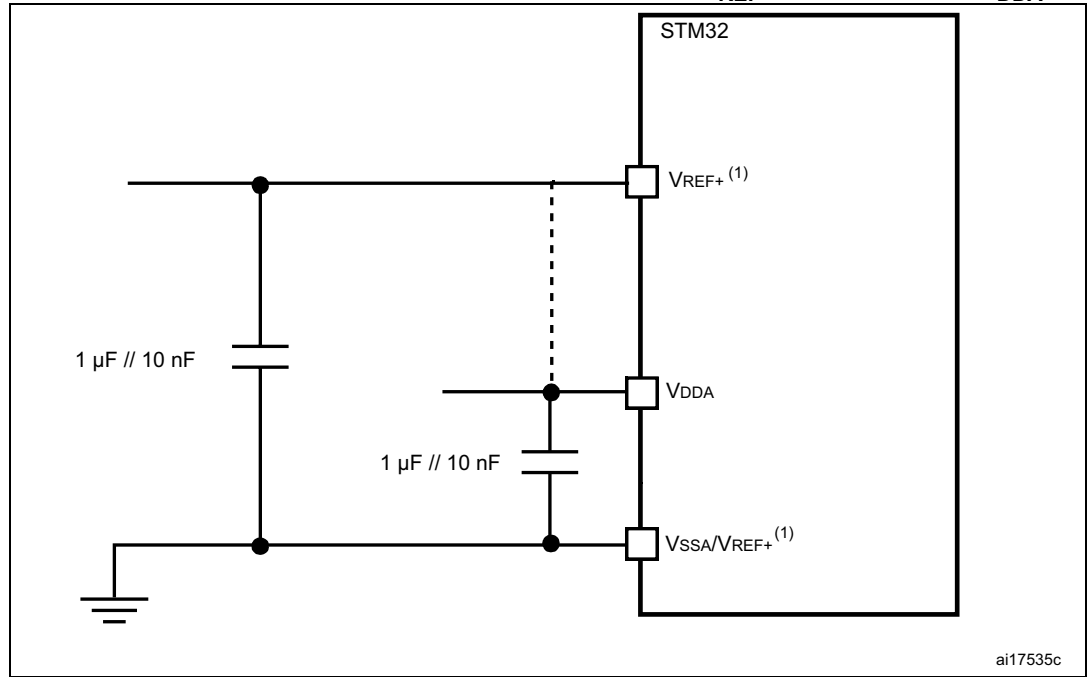 STM32
VREF+ (1)
1 µF // 10 nF
VDDA
1 µF // 10 nF
VSSA/VREF+ (1)
ai17535c